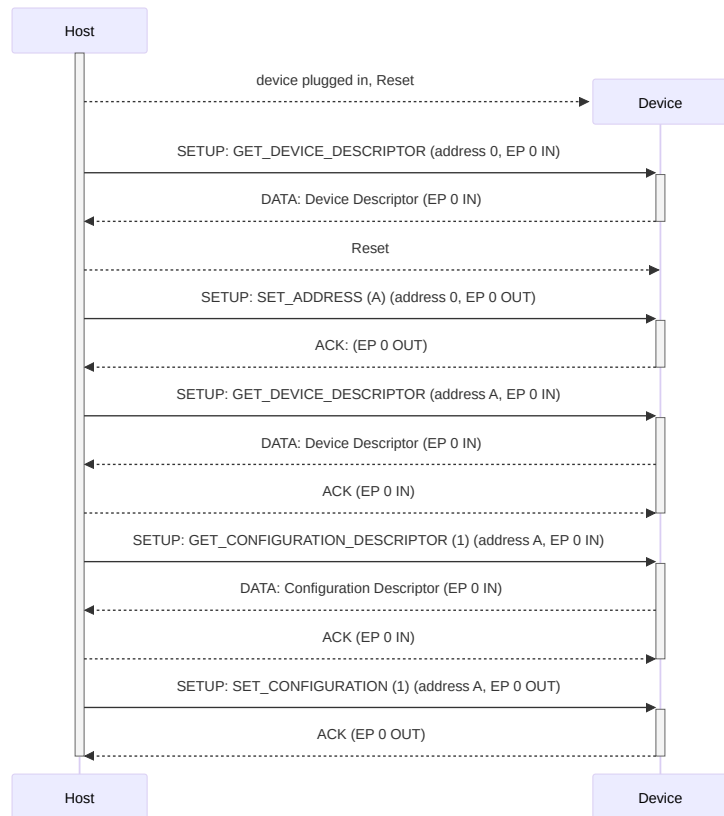 Host
device plugged in, Reset
Device
SETUP: GET_DEVICE_DESCRIPTOR (address 0, EP 0 IN)
DATA: Device Descriptor (EP 0 IN)
Reset
SETUP: SET_ADDRESS (A) (address 0, EP 0 OUT)
ACK: (EP 0 OUT)
SETUP: GET_DEVICE_DESCRIPTOR (address A, EP 0 IN)
DATA: Device Descriptor (EP 0 IN)
ACK (EP 0 IN)
SETUP: GET_CONFIGURATION_DESCRIPTOR (1) (address A, EP 0 IN)
DATA: Configuration Descriptor (EP 0 IN)
ACK (EP 0 IN)
SETUP: SET_CONFIGURATION (1) (address A, EP 0 OUT)
ACK (EP 0 OUT)
Host
Device